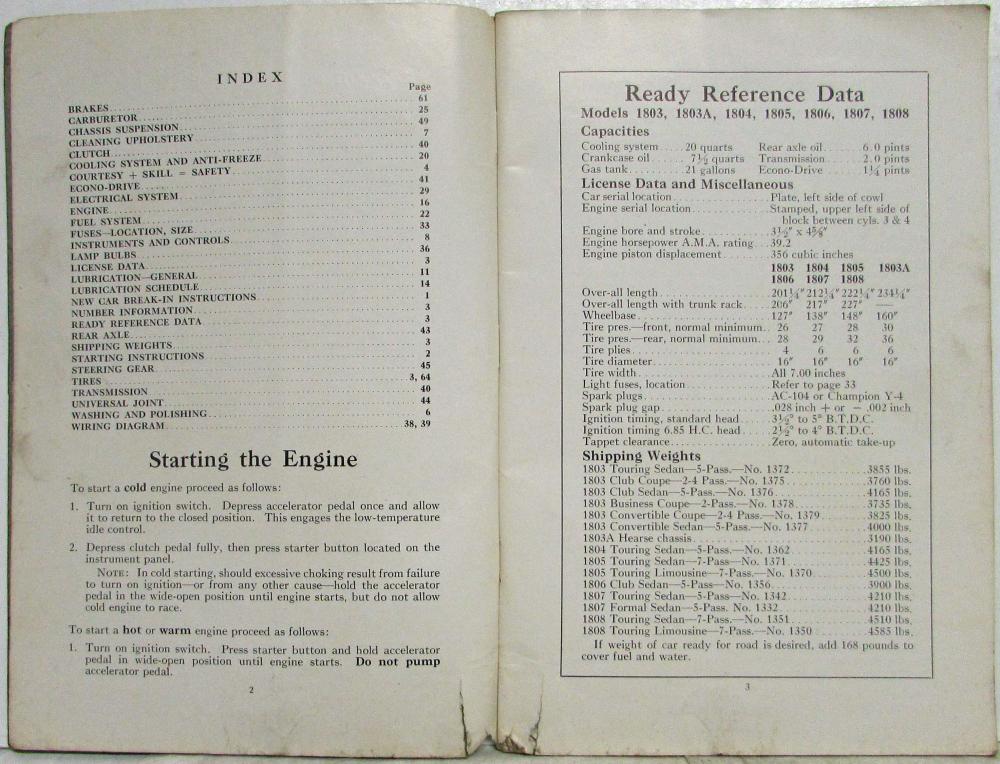 INDEX
Page
BRAKES 61
CARBURETOR 25
CHASSIS SUSPENSION 49
CLEANING UPHOLSTERY 7
CLUTCH 40
COOLING SYSTEM AND ANTI-FREEZE 20
COURTESY + SKILL = SAFETY 4
ECONO-DRIVE 41
ELECTRICAL SYSTEM 29
ENGINE 16
FUEL SYSTEM 22
FUSES—LOCATION, SIZE 33
INSTRUMENTS AND CONTROLS 8
LAMP BULBS 36
LICENSE DATA 3
LUBRICATION—GENERAL 11
LUBRICATION SCHEDULE 14
NEW CAR BREAK-IN INSTRUCTIONS 1
NUMBER INFORMATION 3
READY REFERENCE DATA 3
REAR AXLE 43
SHIPPING WEIGHTS 3
STARTING INSTRUCTIONS 2
STEERING GEAR 45
TIRES 3, 64
TRANSMISSION 40
UNIVERSAL JOINT 44
WASHING AND POLISHING 6
WIRING DIAGRAM 38, 39
Starting the Engine
To start a cold engine proceed as follows:
1. Turn on ignition switch. Depress accelerator pedal once and allow
it to return to the closed position. This engages the low-temperature
idle control.
2. Depress clutch pedal fully, then press starter button located on the
instrument panel.
NOTE: In cold starting, should excessive choking result from failure
to turn on ignition—or from any other cause—hold the accelerator
pedal in the wide-open position until engine starts, but do not allow
cold engine to race.
To start a hot or warm engine proceed as follows:
1. Turn on ignition switch. Press starter button and hold accelerator
pedal in wide-open position until engine starts. Do not pump
accelerator pedal.
2
Ready Reference Data
Models 1803, 1803A, 1804, 1805, 1806, 1807, 1808
Capacities
Cooling system 20 quarts Rear axle oil 6.0 pints
Crankcase oil 7½ quarts Transmission 2.0 pints
Gas tank 21 gallons Econo-Drive 1¼ pints
License Data and Miscellaneous
Car serial location Plate, left side of cowl
Engine serial location Stamped, upper left side of
block between cyls. 3 & 4
Engine bore and stroke 3½" x 4⅝"
Engine horsepower A.M.A. rating 39.2
Engine piston displacement 356 cubic inches
1803 1804 1805 1803A
1806 1807 1808
Over-all length 201¼" 212¼" 222¼" 234¼"
Over-all length with trunk rack 206" 217" 227" —
Wheelbase 127" 138" 148" 160"
Tire pres.—front, normal minimum 26 27 28 30
Tire pres.—rear, normal minimum 28 29 32 36
Tire plies 4 6 6 6
Tire diameter 16" 16" 16" 16"
Tire width All 7.00 inches
Light fuses, location Refer to page 33
Spark plugs AC-104 or Champion Y-4
Spark plug gap .028 inch + or − .002 inch
Ignition timing, standard head 3½° to 5° B.T.D.C.
Ignition timing 6.85 H.C. head 2½° to 4° B.T.D.C.
Tappet clearance Zero, automatic take-up
Shipping Weights
1803 Touring Sedan—5-Pass.—No. 1372 3855 lbs.
1803 Club Coupe—2-4 Pass.—No. 1375 3760 lbs.
1803 Club Sedan—5-Pass.—No. 1376 4165 lbs.
1803 Business Coupe—2-Pass.—No. 1378 3735 lbs.
1803 Convertible Coupe—2-4 Pass.—No. 1379 3825 lbs.
1803 Convertible Sedan—5-Pass.—No. 1377 4000 lbs.
1803A Hearse chassis 3190 lbs.
1804 Touring Sedan—5-Pass.—No. 1362 4165 lbs.
1805 Touring Sedan—7-Pass.—No. 1371 4425 lbs.
1805 Touring Limousine—7-Pass.—No. 1370 4500 lbs.
1806 Club Sedan—5-Pass.—No. 1356 3900 lbs.
1807 Touring Sedan—5-Pass.—No. 1342 4210 lbs.
1807 Formal Sedan—5-Pass. No. 1332 4210 lbs.
1808 Touring Sedan—7-Pass.—No. 1351 4510 lbs.
1808 Touring Limousine—7-Pass.—No. 1350 4585 lbs.
If weight of car ready for road is desired, add 168 pounds to
cover fuel and water.
3